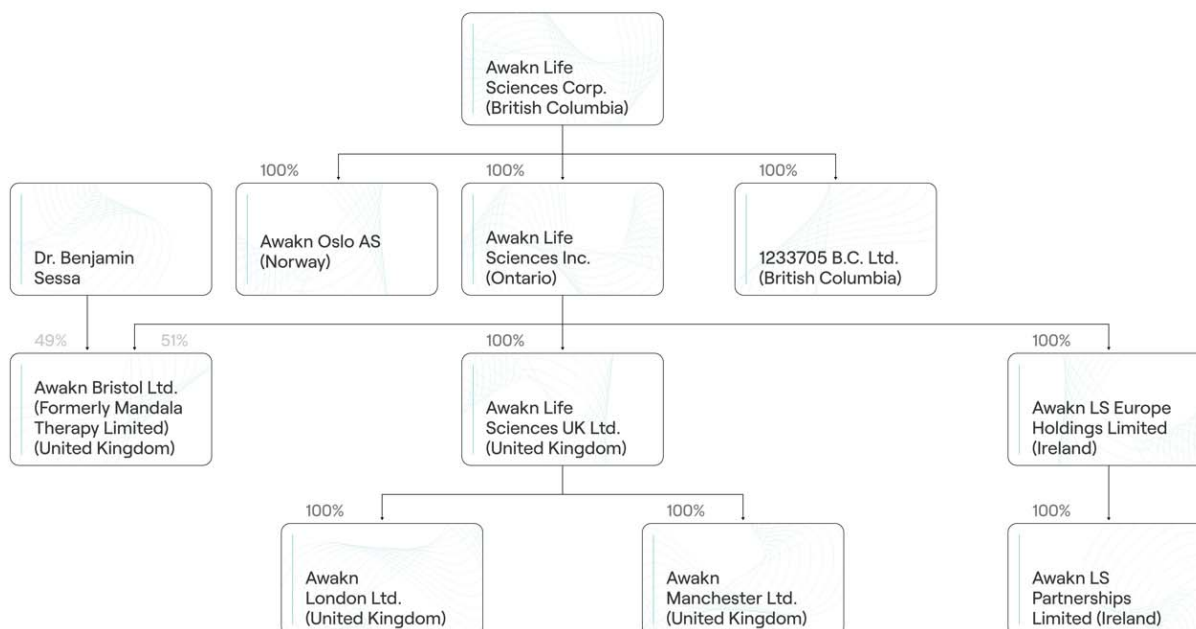 Awakn Life
Sciences Corp.
(British Columbia)
100%
100%
100%
Dr. Benjamin
Sessa
Awakn Oslo AS
(Norway)
Awakn Life
Sciences Inc.
(Ontario)
1233705 B.C. Ltd.
(British Columbia)
49%
51%
100%
100%
Awakn Bristol Ltd.
(Formerly Mandala
Therapy Limited)
(United Kingdom)
Awakn Life
Sciences UK Ltd.
(United Kingdom)
Awakn LS Europe
Holdings Limited
(Ireland)
100%
100%
100%
Awakn
London Ltd.
(United Kingdom)
Awakn
Manchester Ltd.
(United Kingdom)
Awakn LS
Partnerships
Limited (Ireland)